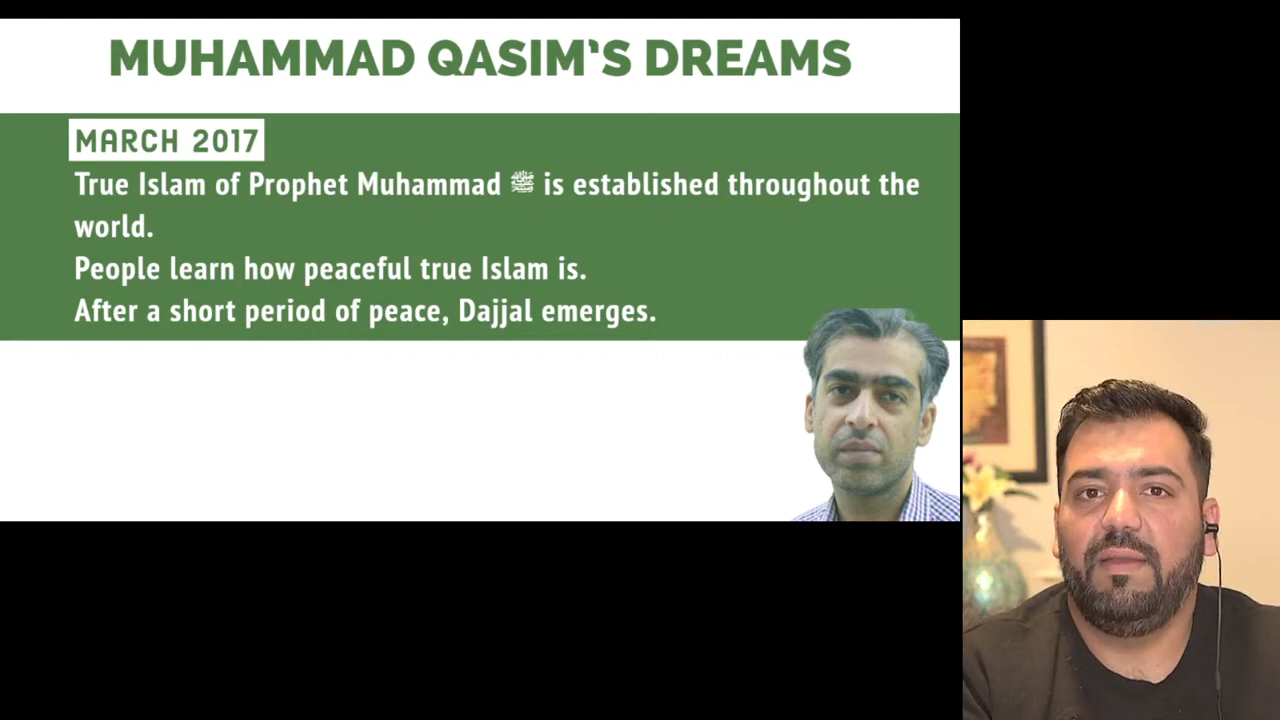 MUHAMMAD QASIM'S DREAMS
MARCH 2017
True Islam of Prophet Muhammad ﷺ is established throughout the
world.
People learn how peaceful true Islam is.
After a short period of peace, Dajjal emerges.